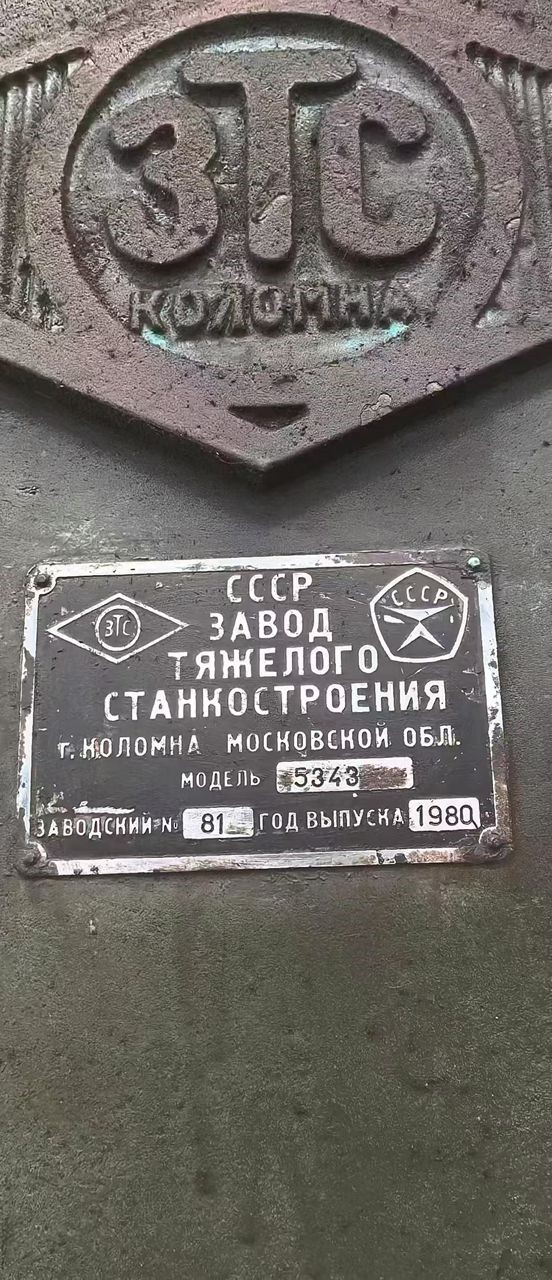 ЗТС
КОЛОМНА
СССР
ЗТС
ЗАВОД
СССР
ТЯЖЕЛОГО
СТАНКОСТРОЕНИЯ
г. КОЛОМНА МОСКОВСКОЙ ОБЛ.
МОДЕЛЬ 5343
ЗАВОДСКИЙ № 81 ГОД ВЫПУСКА 1980